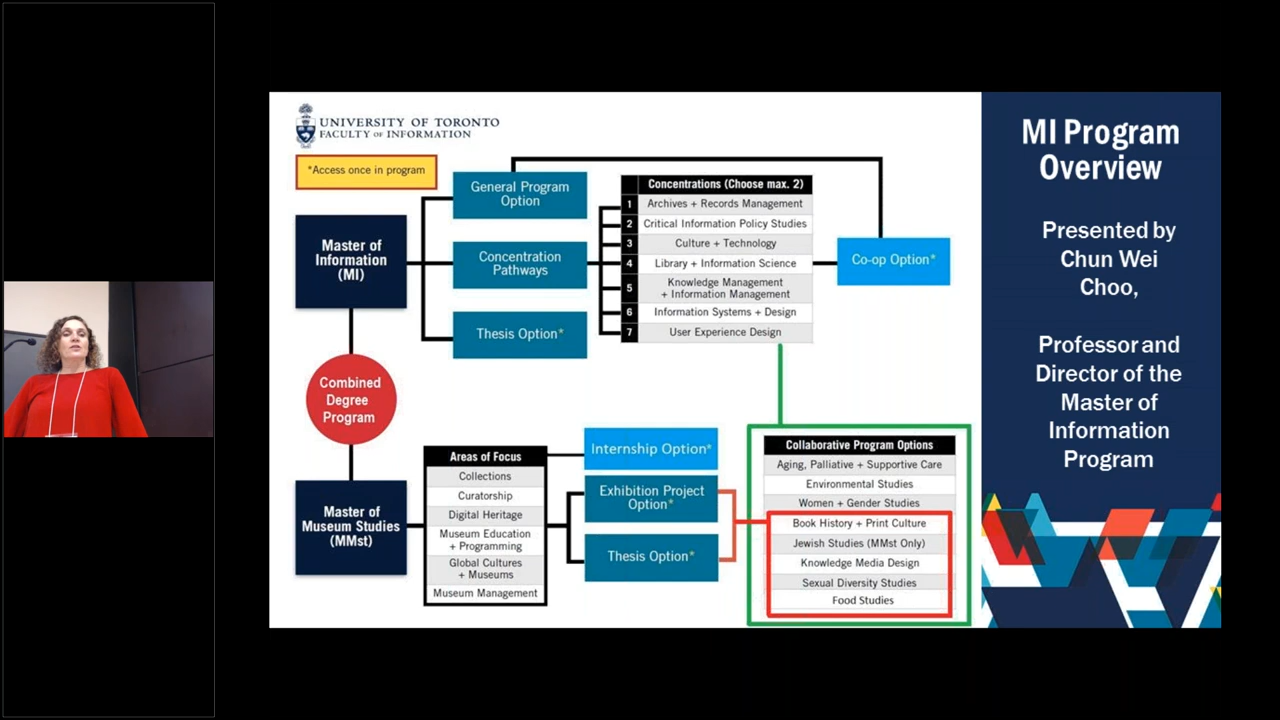 UNIVERSITY OF TORONTO
FACULTY OF INFORMATION
*Access once in program
Master of
Information
(MI)
Combined
Degree
Program
Master of
Museum Studies
(MMst)
General Program
Option
Concentration
Pathways
Thesis Option*
Concentrations (Choose max. 2)
1 Archives + Records Management
2 Critical Information Policy Studies
3 Culture + Technology
4 Library + Information Science
5 Knowledge Management
+ Information Management
6 Information Systems + Design
7 User Experience Design
Co-op Option*
Areas of Focus
Collections
Curatorship
Digital Heritage
Museum Education
+ Programming
Global Cultures
+ Museums
Museum Management
Internship Option*
Exhibition Project
Option*
Thesis Option*
Collaborative Program Options
Aging, Palliative + Supportive Care
Environmental Studies
Women + Gender Studies
Book History + Print Culture
Jewish Studies (MMst Only)
Knowledge Media Design
Sexual Diversity Studies
Food Studies
MI Program
Overview
Presented by
Chun Wei
Choo,
Professor and
Director of the
Master of
Information
Program